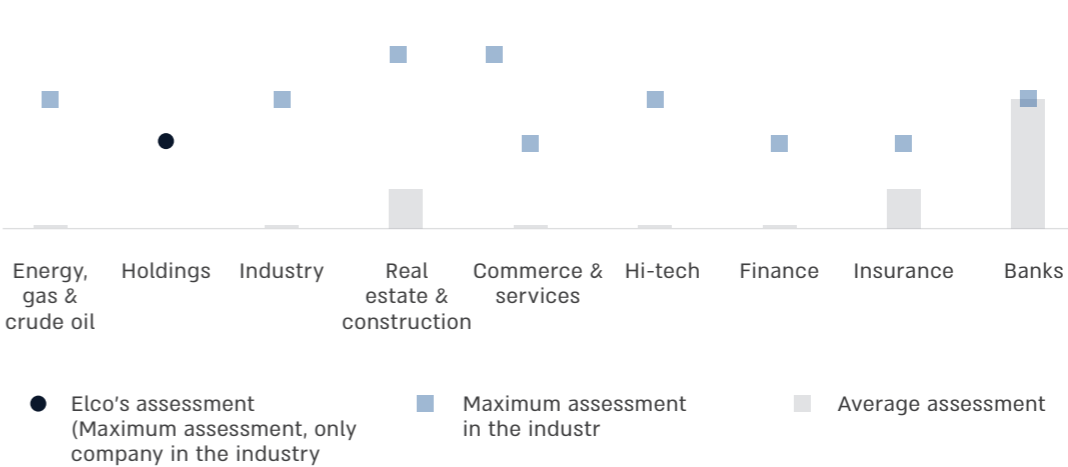 Energy,
gas &
crude oil
Holdings
Industry
Real
estate &
construction
Commerce &
services
Hi-tech
Finance
Insurance
Banks
Elco's assessment
(Maximum assessment, only
company in the industry
Maximum assessment
in the industr
Average assessment